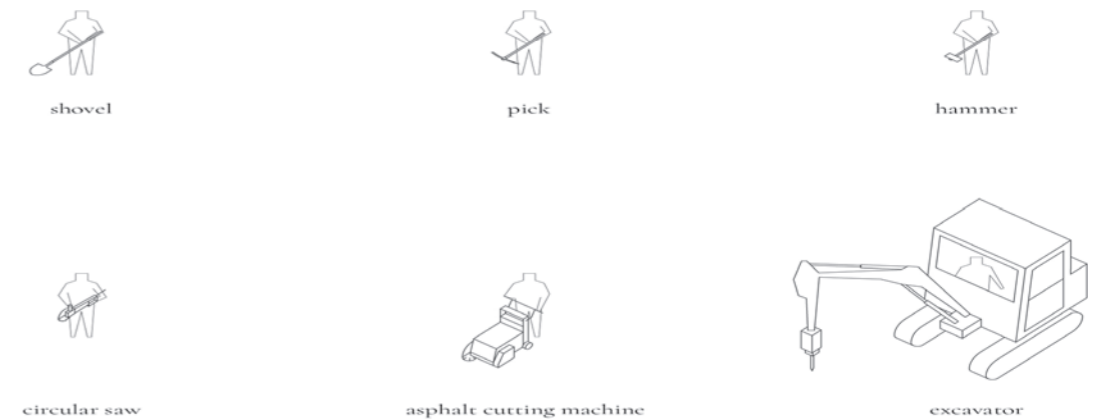 shovel
pick
hammer
circular saw
asphalt cutting machine
excavator